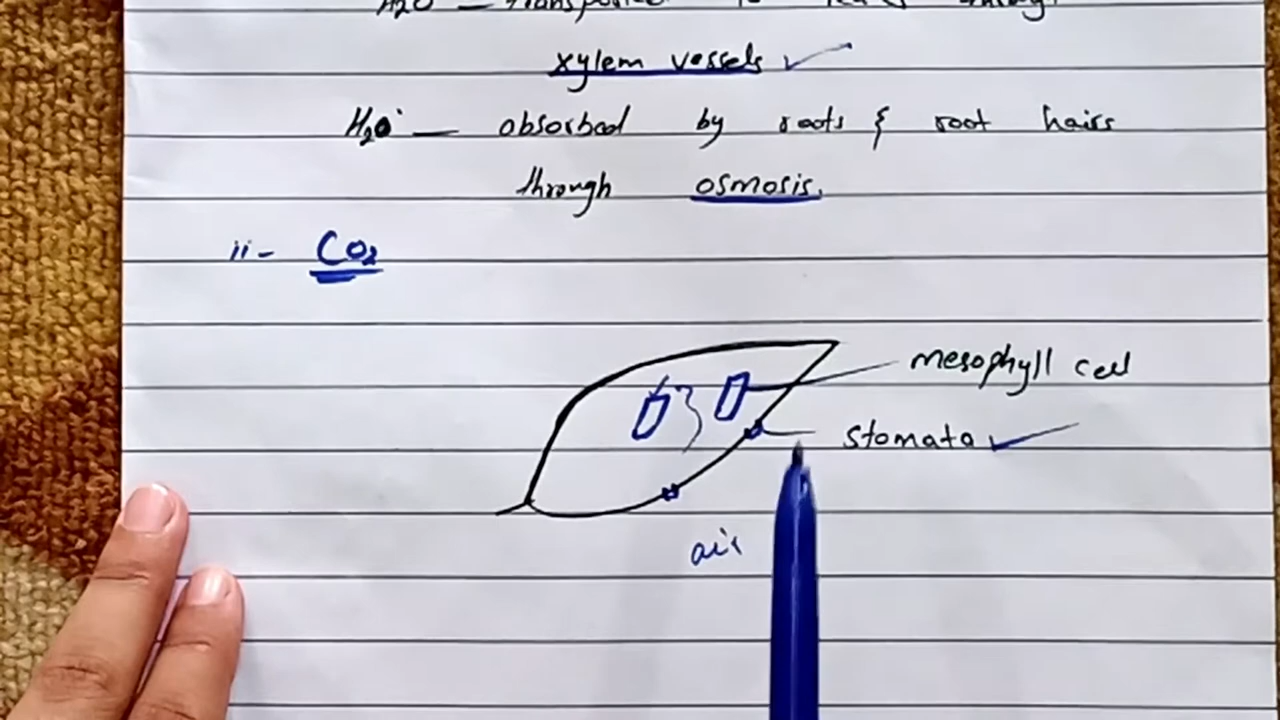 xylem vessels
H₂O — absorbed by roots & root hairs
through osmosis.
ii- CO₂
mesophyll cell
stomata
air